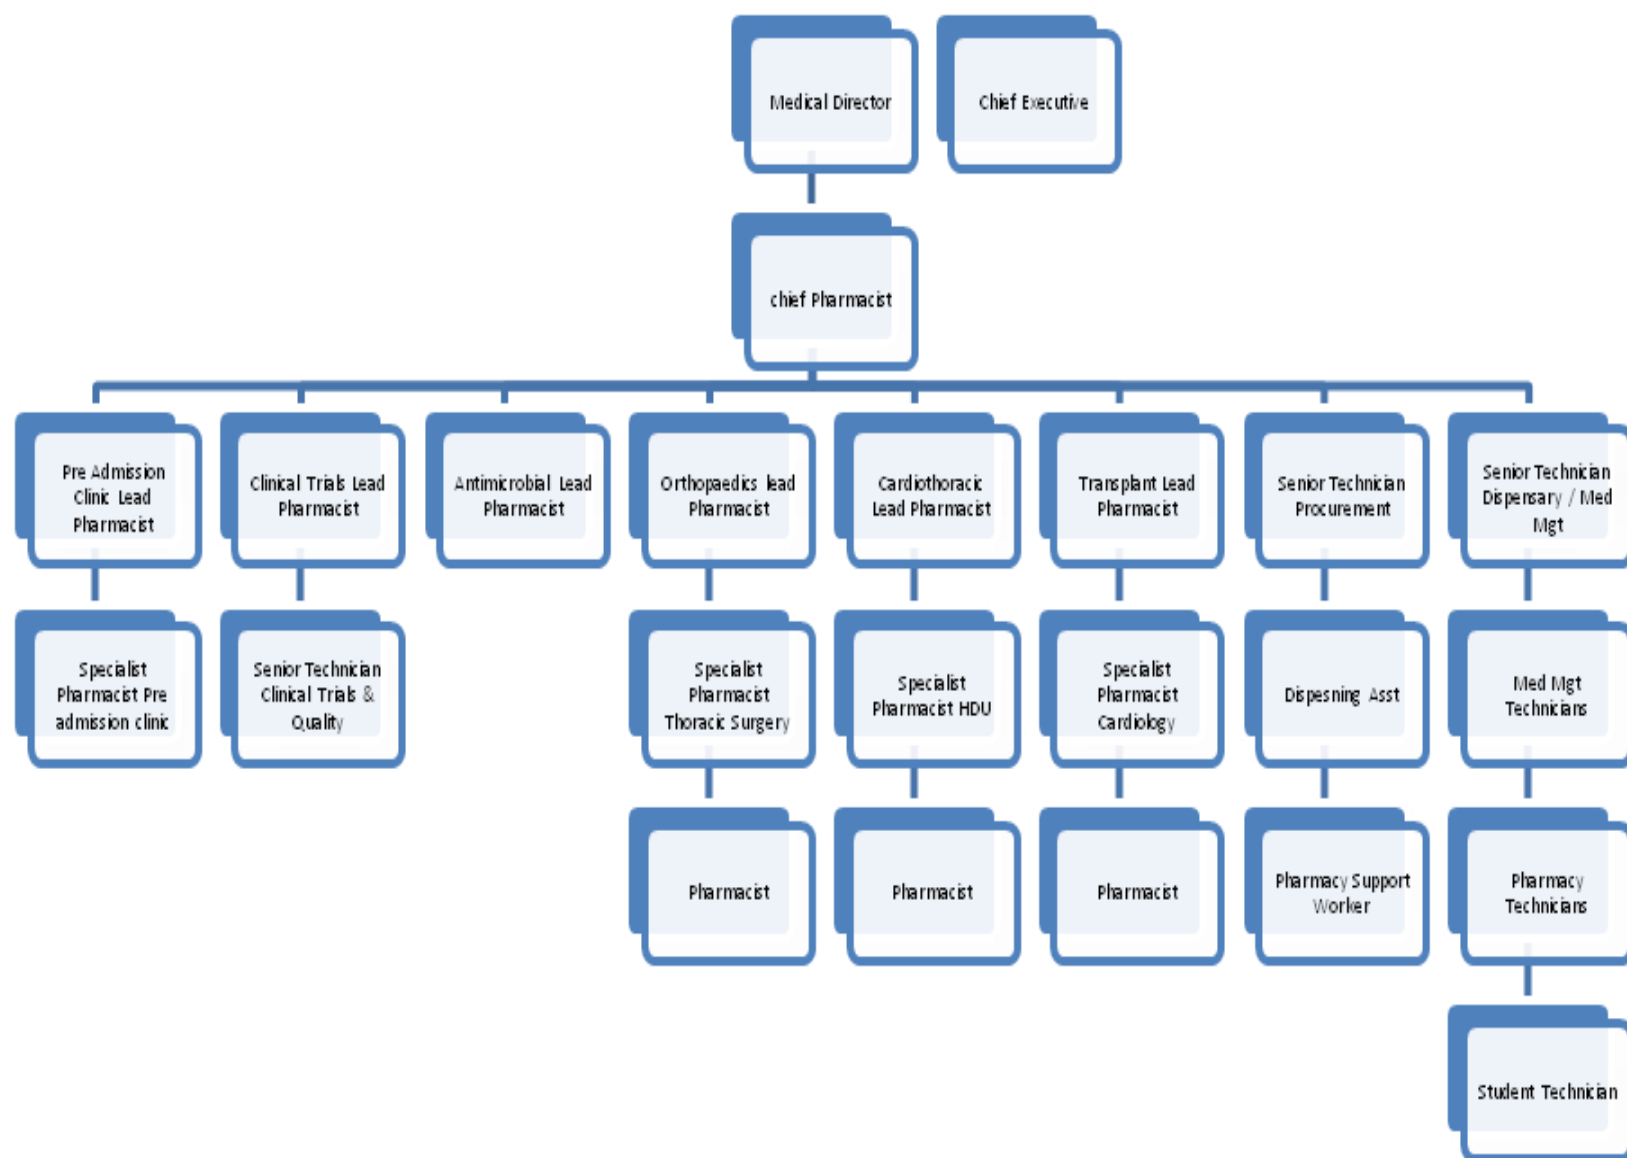 Medical Director
Chief Executive
chief Pharmacist
Pre Admission
Clinic Lead
Pharmacist
Clinical Trials Lead
Pharmacist
Antimicrobial Lead
Pharmacist
Orthopaedics lead
Pharmacist
Cardiothoracic
Lead Pharmacist
Transplant Lead
Pharmacist
Senior Technician
Procurement
Senior Technician
Dispensary / Med
Mgt
Specialist
Pharmacist Pre
admission clinic
Senior Technician
Clinical Trials &
Quality
Specialist
Pharmacist
Thoracic Surgery
Specialist
Pharmacist HDU
Specialist
Pharmacist
Cardiology
Dispesning Asst
Med Mgt
Technicians
Pharmacist
Pharmacist
Pharmacist
Pharmacy Support
Worker
Pharmacy
Technicians
Student Technician